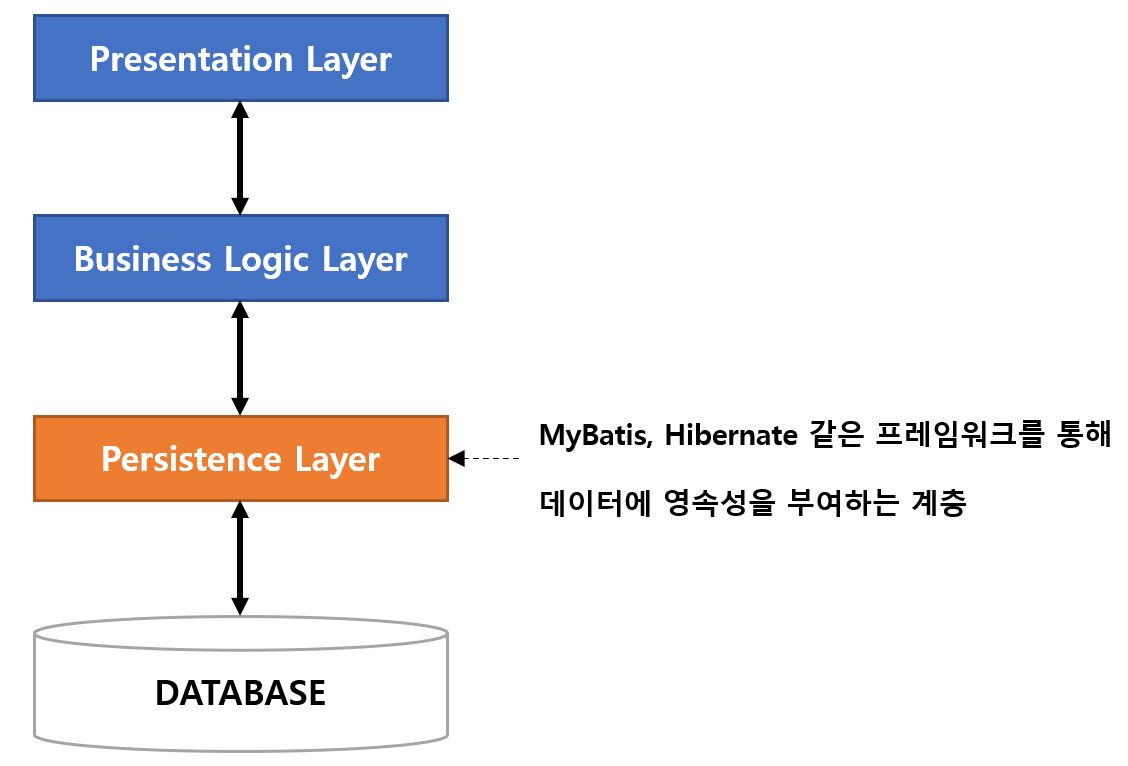 Presentation Layer
Business Logic Layer
Persistence Layer
MyBatis, Hibernate 같은 프레임워크를 통해
데이터에 영속성을 부여하는 계층
DATABASE